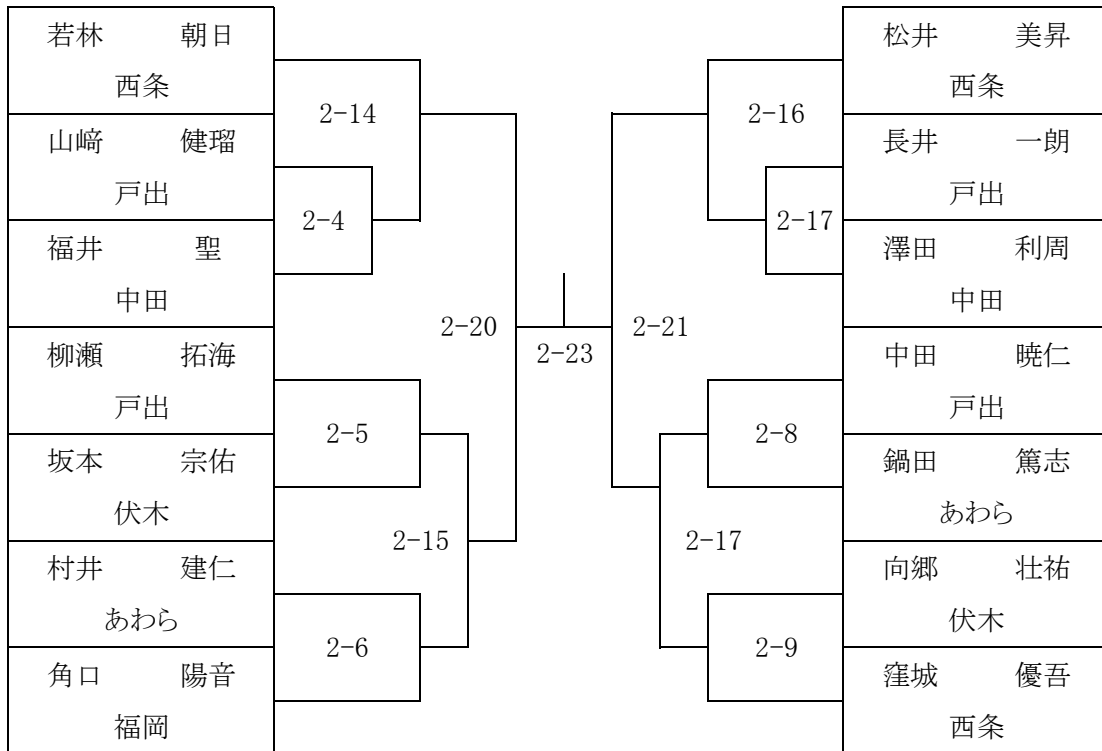 若林 朝日
西条
山﨑 健瑠
戸出
福井 聖
中田
柳瀬 拓海
戸出
坂本 宗佑
伏木
村井 建仁
あわら
角口 陽音
福岡
2-14
2-4
2-5
2-15
2-6
2-20
2-23
2-21
2-16
2-17
2-8
2-17
2-9
松井 美昇
西条
長井 一朗
戸出
澤田 利周
中田
中田 暁仁
戸出
鍋田 篤志
あわら
向郷 壮祐
伏木
窪城 優吾
西条